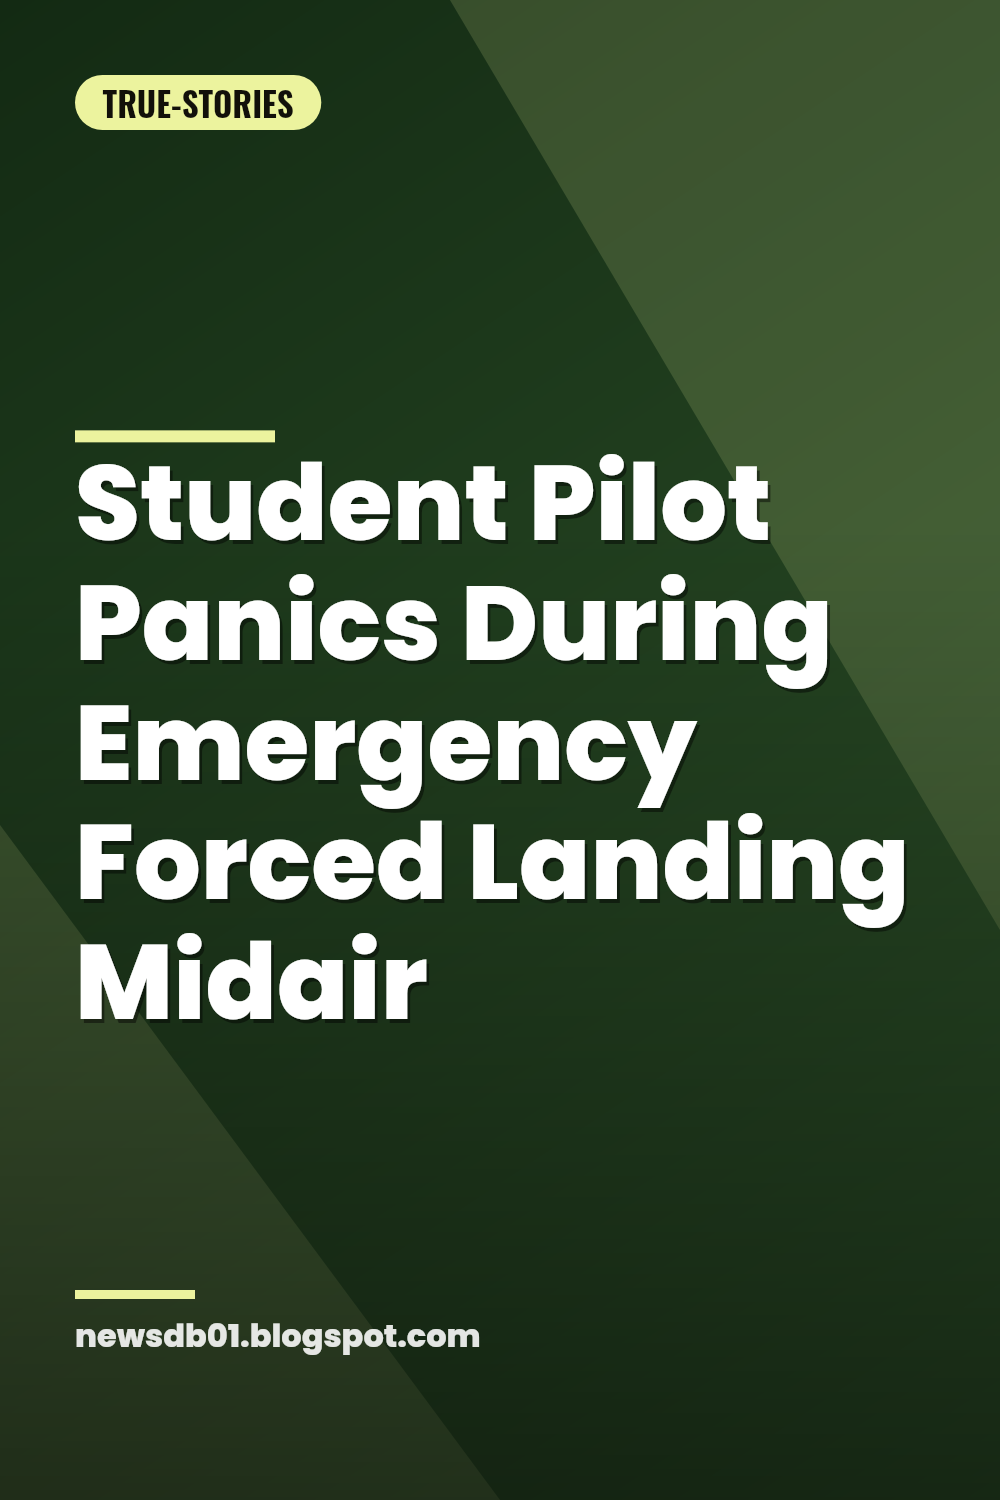 TRUE-STORIES
Student Pilot
Panics During
Emergency
Forced Landing
Midair
newsdb01.blogspot.com